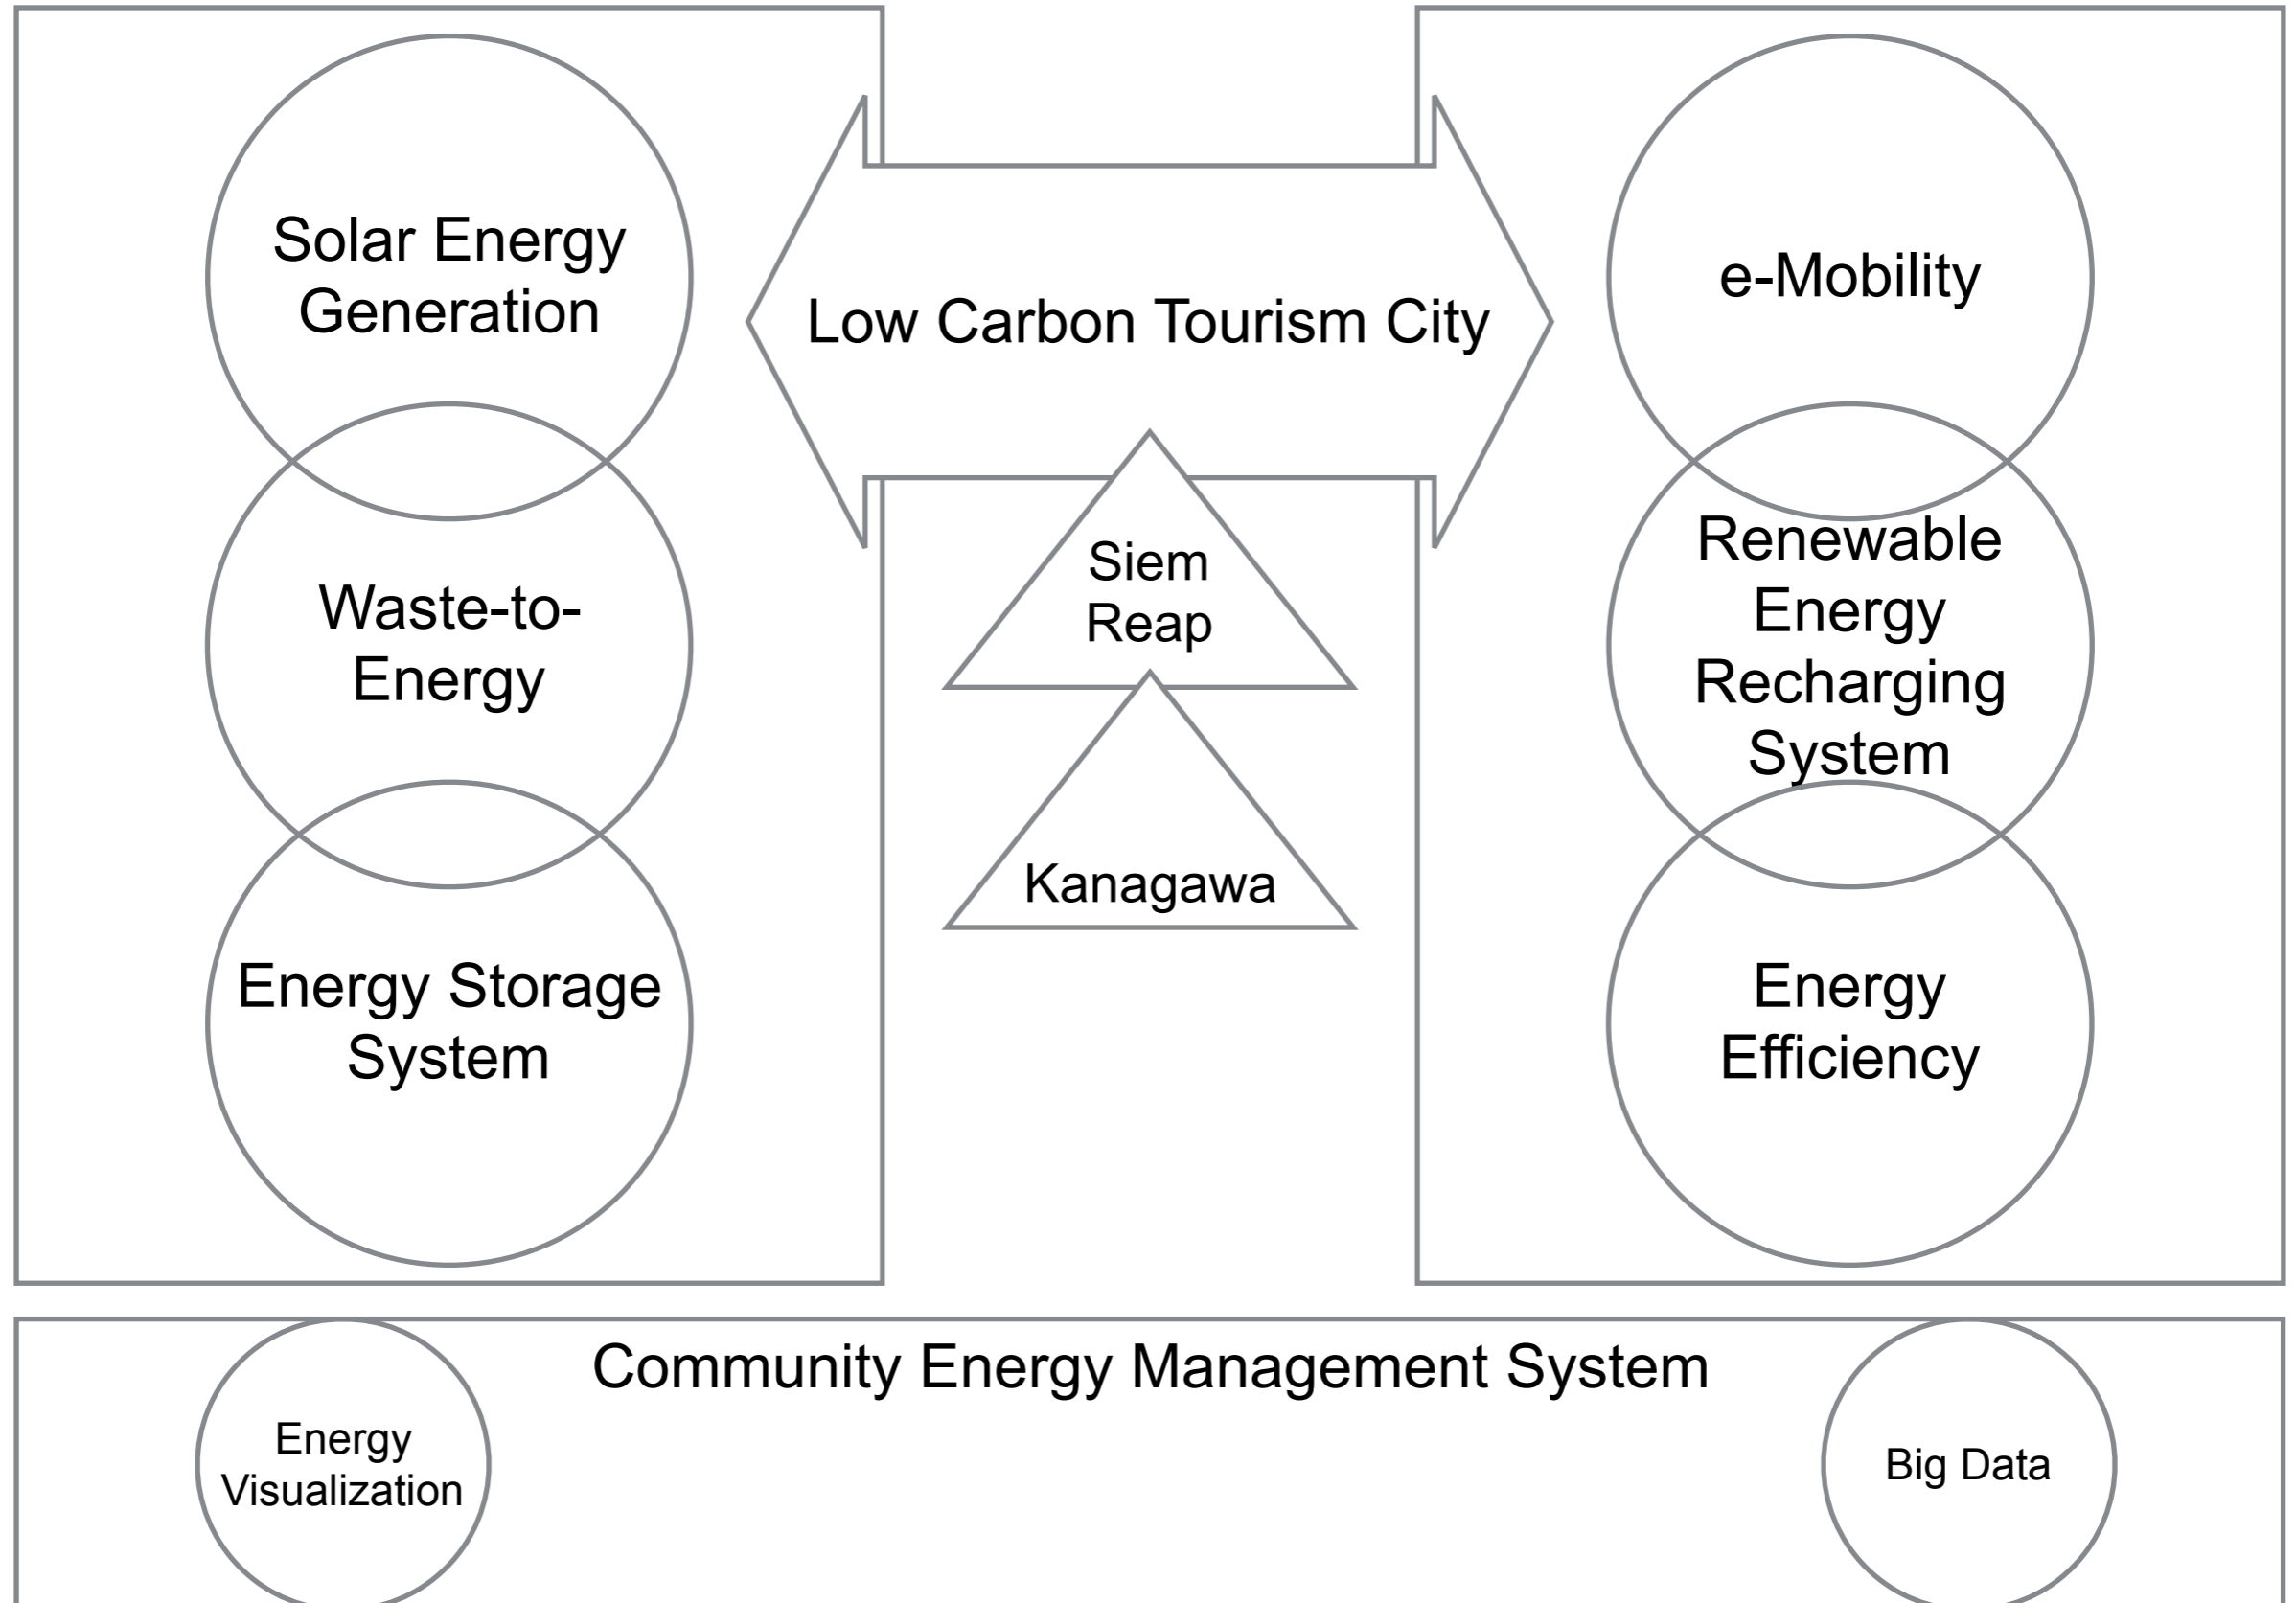 Solar Energy
Generation
Waste-to-
Energy
Energy Storage
System
Low Carbon Tourism City
Siem
Reap
Kanagawa
e-Mobility
Renewable
Energy
Recharging
System
Energy
Efficiency
Community Energy Management System
Energy
Visualization
Big Data